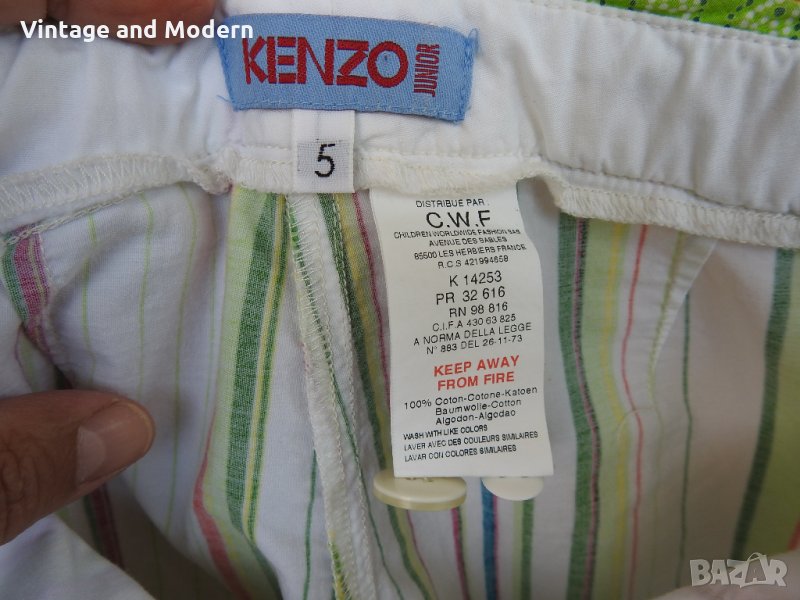 Vintage and Modern
KENZO
JUNIOR
5
DISTRIBUE PAR :
C.W.F
CHILDREN WORLDWIDE FASHION SAS
AVENUE DES SABLES
85500 LES HERBIERS FRANCE
R.C.S 421994658
K 14253
PR 32 616
RN 98 816
C.I.F.A 430 63 825
A NORMA DELLA LEGGE
N° 883 DEL 26-11-73
KEEP AWAY
FROM FIRE
100% Coton-Cotone-Katoen
Baumwolle-Cotton
Algodon-Algodao
WASH WITH LIKE COLORS
LAVER AVEC DES COULEURS SIMILAIRES
LAVAR CON COLORES SIMILARES
BAZAR